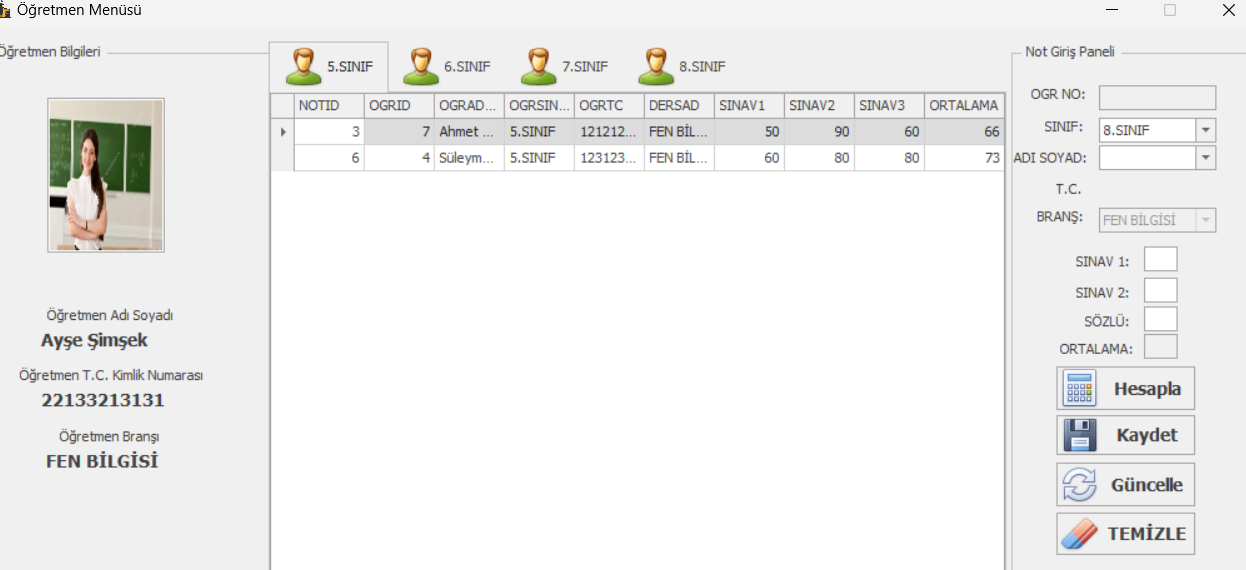 Öğretmen Menüsü
Öğretmen Bilgileri
Öğretmen Adı Soyadı
Ayşe Şimşek
Öğretmen T.C. Kimlik Numarası
22133213131
Öğretmen Branşı
FEN BİLGİSİ
5.SINIF 6.SINIF 7.SINIF 8.SINIF
NOTID OGRID OGRAD... OGRSIN... OGRTC DERSAD SINAV1 SINAV2 SINAV3 ORTALAMA
3 7 Ahmet ... 5.SINIF 121212... FEN BİL... 50 90 60 66
6 4 Süleym... 5.SINIF 123123... FEN BİL... 60 80 80 73
Not Giriş Paneli
OGR NO:
SINIF: 8.SINIF
ADI SOYAD:
T.C.
BRANŞ: FEN BİLGİSİ
SINAV 1:
SINAV 2:
SÖZLÜ:
ORTALAMA:
Hesapla
Kaydet
Güncelle
TEMİZLE